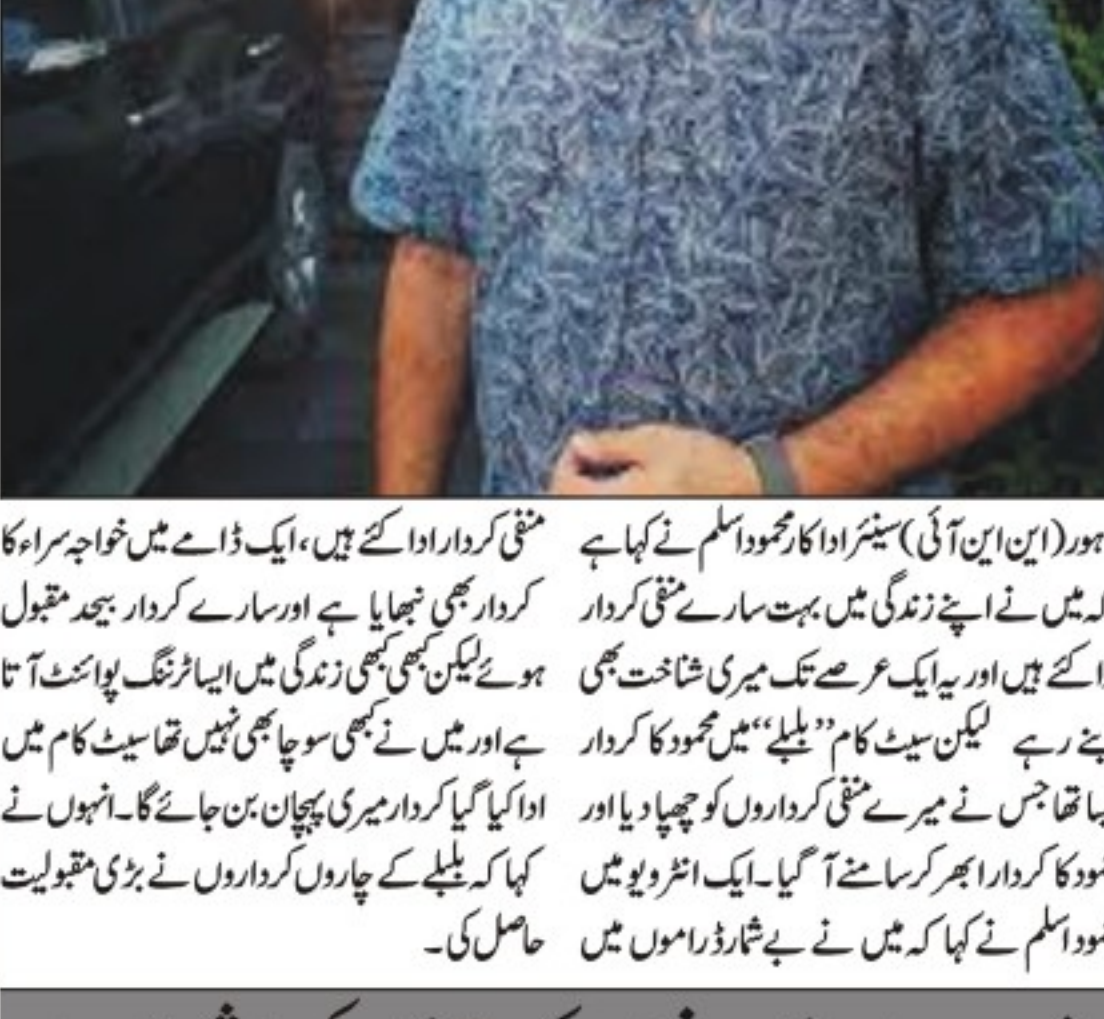 ہور(این این آئی)سینئر اداکار محمود اسلم نے کہا ہے
کہ میں نے اپنے زندگی میں بہت سارے منفی کردار
ا کئے ہیں اور یہ ایک عرصے تک میری شناخت بھی
بنے رہے لیکن سیٹ کام ’’بلبلے‘‘ میں محمود کا کردار
سا تھا جس نے میرے منفی کرداروں کو چھپا دیا اور
مود کا کردار ابھر کر سامنے آ گیا۔ایک انٹرویو میں
مود اسلم نے کہا کہ میں نے بے شمار ڈراموں میں
منفی کردار ادا کئے ہیں، ایک ڈامے میں خواجہ سراء کا
کردار بھی نبھایا ہے اور سارے کردار بیحد مقبول
ہوئے لیکن کبھی کبھی زندگی میں ایسا ٹرننگ پوائنٹ آتا
ہے اور میں نے کبھی سوچا بھی نہیں تھا سیٹ کام میں
ادا کیا گیا کردار میری پہچان بن جائے گا۔انہوں نے
کہا کہ بلبلے کے چاروں کرداروں نے بڑی مقبولیت
حاصل کی۔